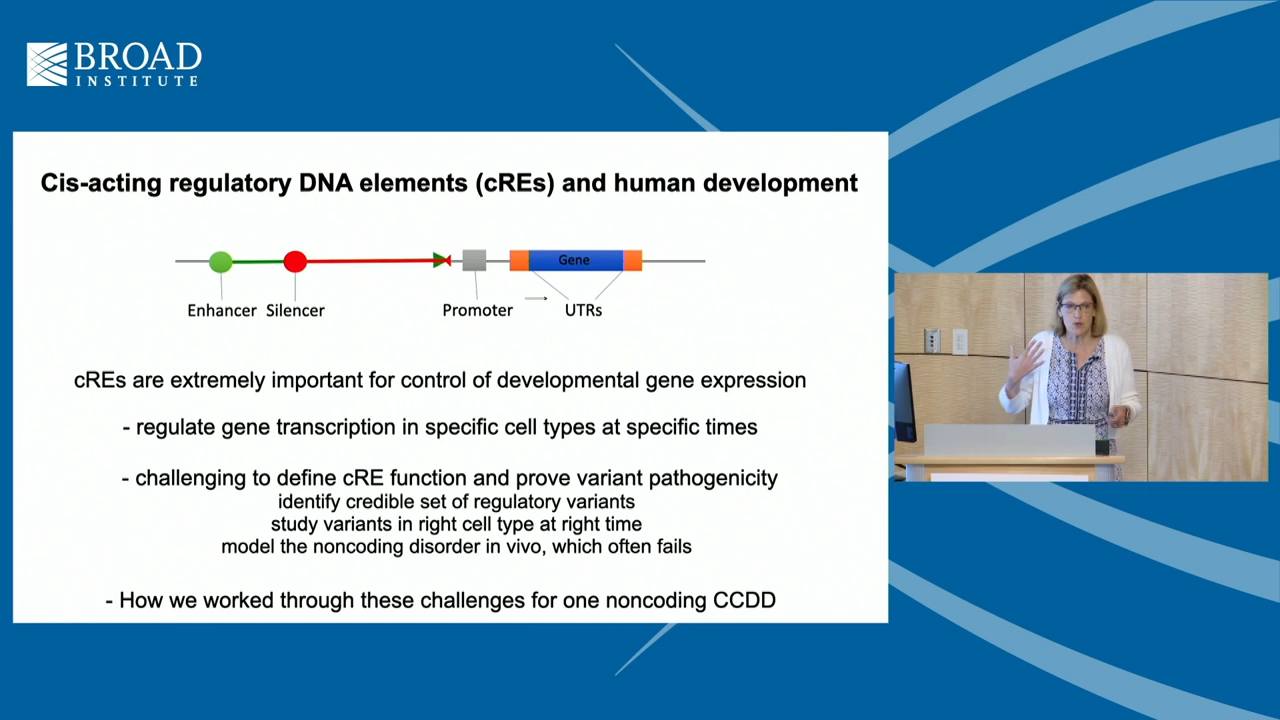 BROAD
INSTITUTE
Cis-acting regulatory DNA elements (cREs) and human development
Gene
Enhancer Silencer Promoter UTRs
cREs are extremely important for control of developmental gene expression
- regulate gene transcription in specific cell types at specific times
- challenging to define cRE function and prove variant pathogenicity
identify credible set of regulatory variants
study variants in right cell type at right time
model the noncoding disorder in vivo, which often fails
- How we worked through these challenges for one noncoding CCDD